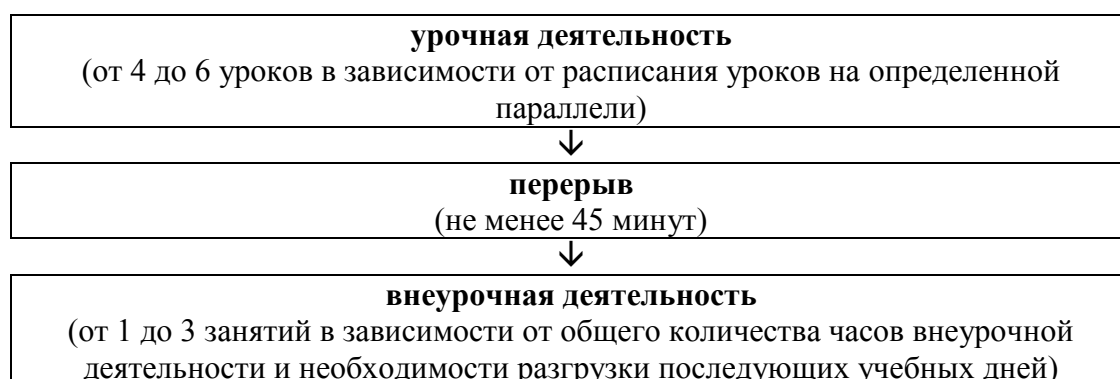 урочная деятельность
(от 4 до 6 уроков в зависимости от расписания уроков на определенной
параллели)
↓
перерыв
(не менее 45 минут)
↓
внеурочная деятельность
(от 1 до 3 занятий в зависимости от общего количества часов внеурочной
деятельности и необходимости разгрузки последующих учебных дней)